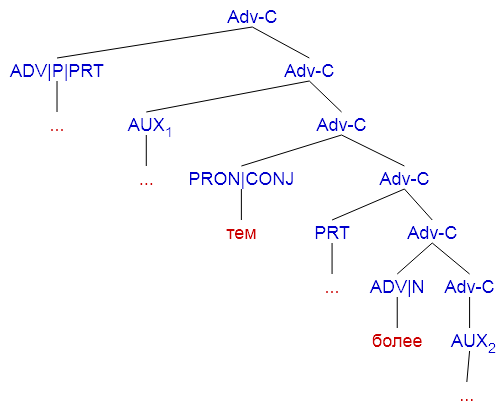 Adv-C
ADV|P|PRT Adv-C
... AUX₁ Adv-C
... PRON|CONJ Adv-C
тем PRT Adv-C
... ADV|N Adv-C
более AUX₂
...